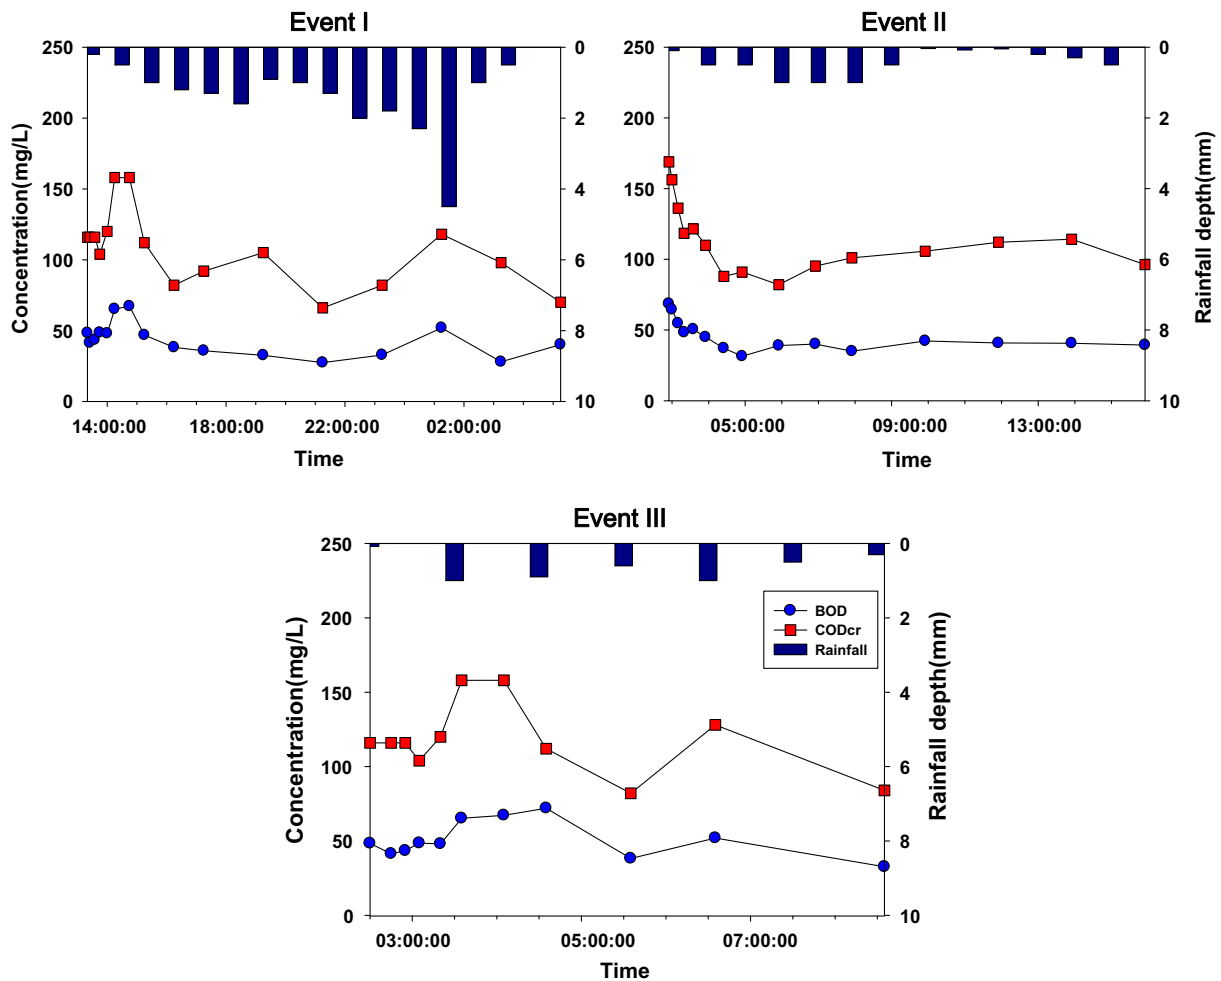 Event I
250
200
150
100
50
0
Concentration(mg/L)
0
2
4
6
8
10
14:00:00 18:00:00 22:00:00 02:00:00
Time
Event II
250
200
150
100
50
0
0
2
4
6
8
10
Rainfall depth(mm)
05:00:00 09:00:00 13:00:00
Time
Event III
250
200
150
100
50
0
Concentration(mg/L)
BOD
CODcr
Rainfall
0
2
4
6
8
10
Rainfall depth(mm)
03:00:00 05:00:00 07:00:00
Time